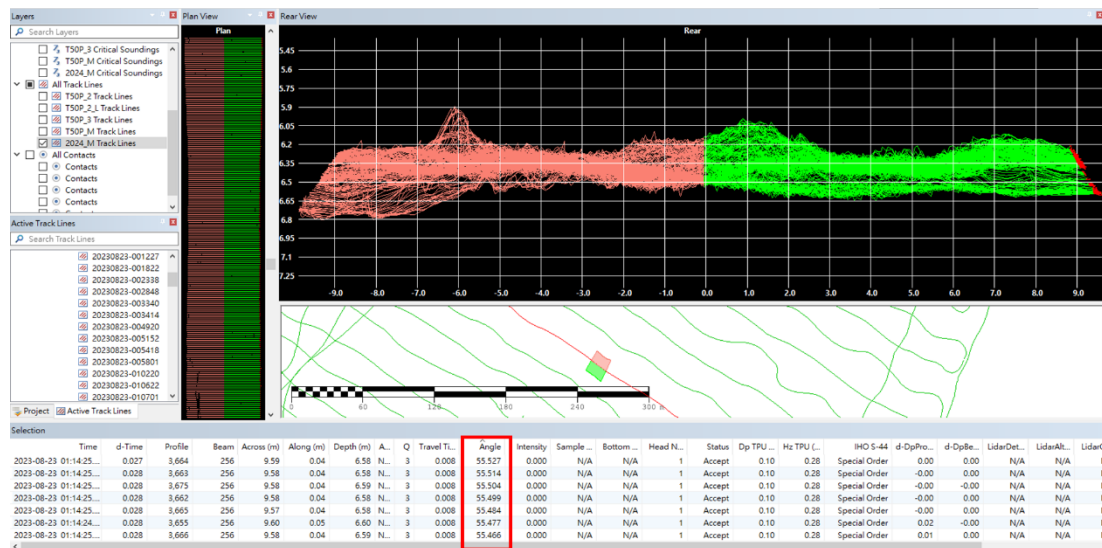 Layers
Search Layers
T50P_3 Critical Soundings
T50P_M Critical Soundings
2024_M Critical Soundings
All Track Lines
T50P_2 Track Lines
T50P_2_L Track Lines
T50P_3 Track Lines
T50P_M Track Lines
2024_M Track Lines
All Contacts
Contacts
Contacts
Contacts
Contacts
Active Track Lines
Search Track Lines
20230823-001227
20230823-001822
20230823-002338
20230823-002848
20230823-003340
20230823-003414
20230823-004920
20230823-005152
20230823-005418
20230823-005801
20230823-010220
20230823-010622
20230823-010701
Project Active Track Lines
Plan View
Plan
Rear View
Rear
5.45
5.6
5.75
5.9
6.05
6.2
6.35
6.5
6.65
6.8
6.95
7.1
7.25
-9.0 -8.0 -7.0 -6.0 -5.0 -4.0 -3.0 -2.0 -1.0 0.0 1.0 2.0 3.0 4.0 5.0 6.0 7.0 8.0 9.0
0 60 120 180 240 300 m
Selection
Time d-Time Profile Beam Across (m) Along (m) Depth (m) A... Q Travel Ti... Angle Intensity Sample ... Bottom ... Head N... Status Dp TPU ... Hz TPU (... IHO S-44 d-DpPro... d-DpBe... LidarDet... LidarAlt... LidarC
2023-08-23 01:14:25.... 0.027 3,664 256 9.59 0.04 6.58 N... 3 0.008 55.527 0.000 N/A N/A 1 Accept 0.10 0.28 Special Order 0.00 0.00 N/A N/A
2023-08-23 01:14:25.... 0.028 3,663 256 9.58 0.04 6.58 N... 3 0.008 55.514 0.000 N/A N/A 1 Accept 0.10 0.28 Special Order -0.00 0.00 N/A N/A
2023-08-23 01:14:25.... 0.028 3,675 256 9.58 0.04 6.59 N... 3 0.008 55.504 0.000 N/A N/A 1 Accept 0.10 0.28 Special Order -0.00 -0.00 N/A N/A
2023-08-23 01:14:25.... 0.028 3,662 256 9.58 0.04 6.58 N... 3 0.008 55.499 0.000 N/A N/A 1 Accept 0.10 0.28 Special Order -0.00 0.00 N/A N/A
2023-08-23 01:14:25.... 0.028 3,665 256 9.57 0.04 6.58 N... 3 0.008 55.484 0.000 N/A N/A 1 Accept 0.10 0.28 Special Order -0.00 0.00 N/A N/A
2023-08-23 01:14:24.... 0.028 3,655 256 9.60 0.05 6.60 N... 3 0.008 55.477 0.000 N/A N/A 1 Accept 0.10 0.28 Special Order 0.02 -0.00 N/A N/A
2023-08-23 01:14:25.... 0.028 3,666 256 9.58 0.04 6.59 N... 3 0.008 55.466 0.000 N/A N/A 1 Accept 0.10 0.28 Special Order 0.01 0.00 N/A N/A